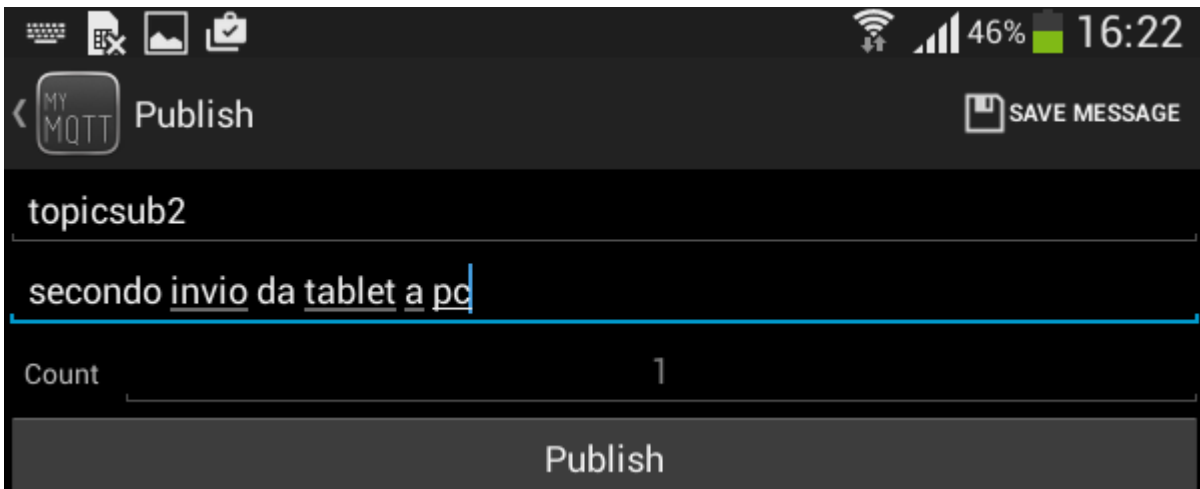 46% 16:22
MY
MQTT
Publish
SAVE MESSAGE
topicsub2
secondo invio da tablet a pc
Count 1
Publish